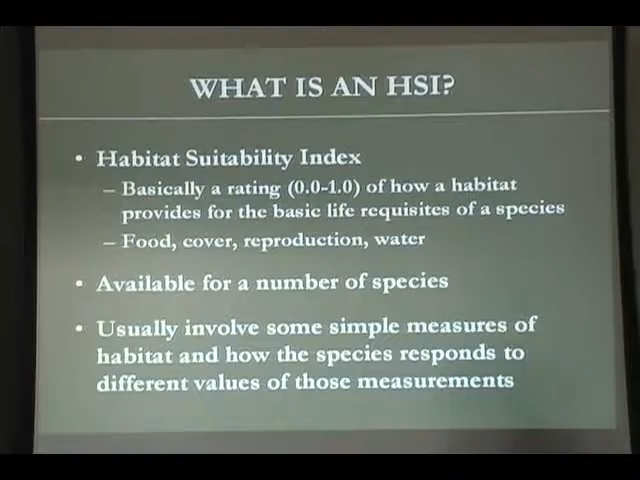 WHAT IS AN HSI?
• Habitat Suitability Index
– Basically a rating (0.0-1.0) of how a habitat
provides for the basic life requisites of a species
– Food, cover, reproduction, water
• Available for a number of species
• Usually involve some simple measures of
habitat and how the species responds to
different values of those measurements